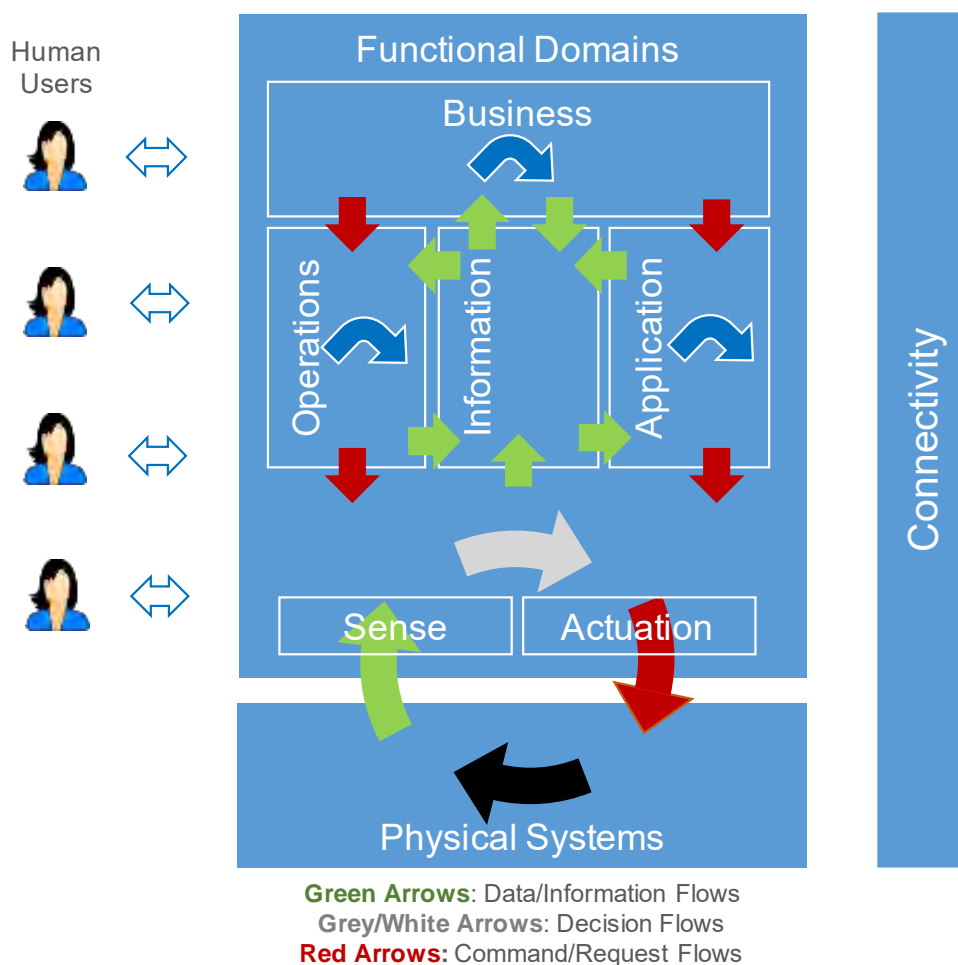 Human
Users
Functional Domains
Business
Operations
Information
Application
Sense
Actuation
Physical Systems
Connectivity
Green Arrows: Data/Information Flows
Grey/White Arrows: Decision Flows
Red Arrows: Command/Request Flows